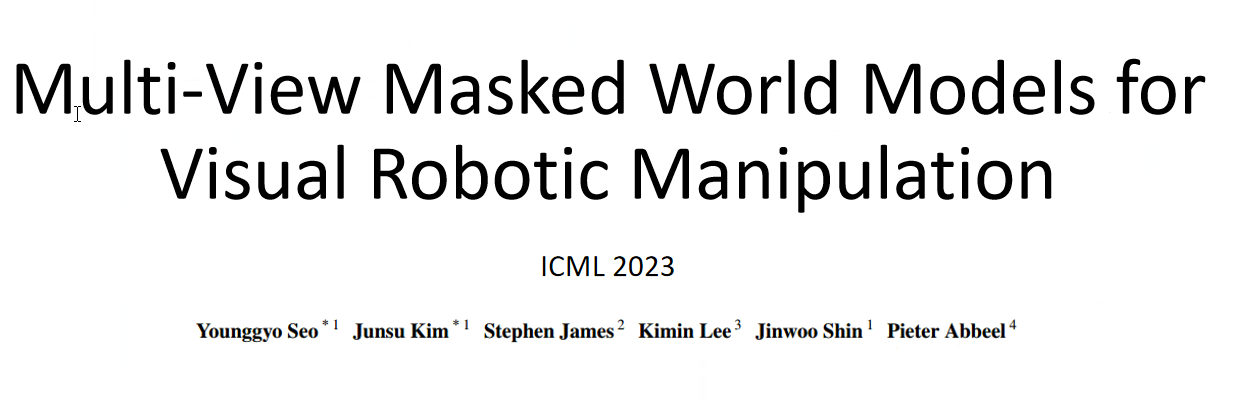 Multi-View Masked World Models for
Visual Robotic Manipulation
ICML 2023
Younggyo Seo * 1 Junsu Kim * 1 Stephen James 2 Kimin Lee 3 Jinwoo Shin 1 Pieter Abbeel 4